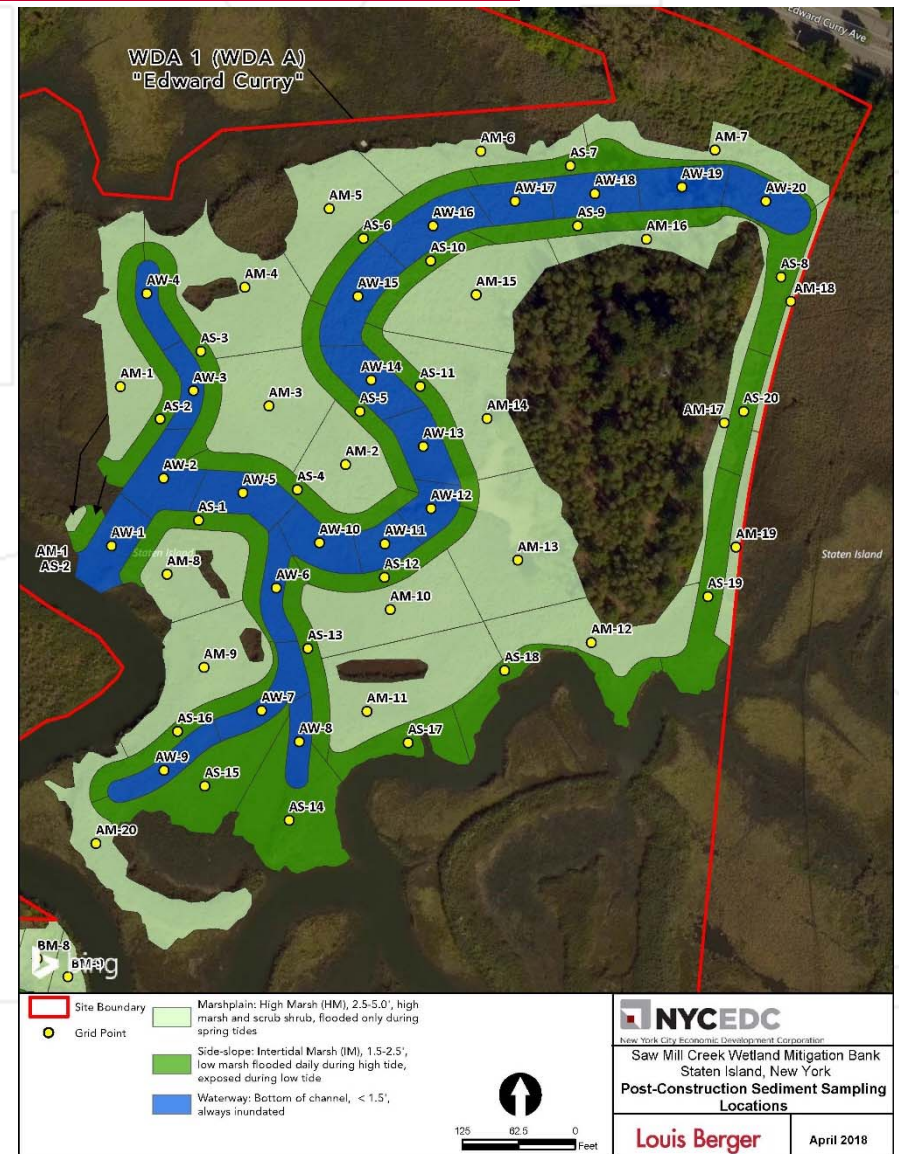 Edward Curry Ave
WDA 1 (WDA A)
"Edward Curry"
AM-6
AM-7
AS-7
AM-5
AW-17
AW-18
AW-19
AW-20
AS-6
AW-16
AS-9
AM-16
AS-10
AW-4
AM-4
AW-15
AM-15
AS-8
AM-18
AS-3
AM-1
AW-3
AW-14
AS-11
AM-3
AS-5
AM-14
AM-17
AS-20
AS-2
AW-13
AM-2
AW-2
AW-5
AS-4
AW-12
AS-1
AW-10
AW-11
AW-1
AM-1
AS-2
Staten Island
AM-13
AM-19
Staten Island
AM-8
AS-12
AW-6
AM-10
AS-19
AS-13
AM-12
AM-9
AS-18
AW-7
AM-11
AS-16
AW-8
AS-17
AW-9
AS-15
AS-14
AM-20
BM-8
bing
Site Boundary
Grid Point
Marshplain: High Marsh (HM), 2.5-5.0', high
marsh and scrub shrub, flooded only during
spring tides
Side-slope: Intertidal Marsh (IM), 1.5-2.5',
low marsh flooded daily during high tide,
exposed during low tide
Waterway: Bottom of channel, < 1.5',
always inundated
125 62.5 0
Feet
NYCEDC
New York City Economic Development Corporation
Saw Mill Creek Wetland Mitigation Bank
Staten Island, New York
Post-Construction Sediment Sampling
Locations
Louis Berger
April 2018